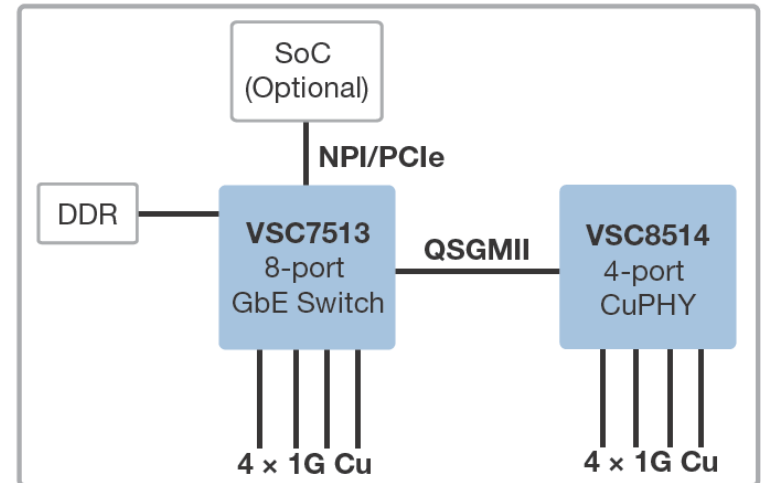 SoC
(Optional)
NPI/PCIe
DDR
VSC7513
8-port
GbE Switch
QSGMII
VSC8514
4-port
CuPHY
4 × 1G Cu
4 × 1G Cu